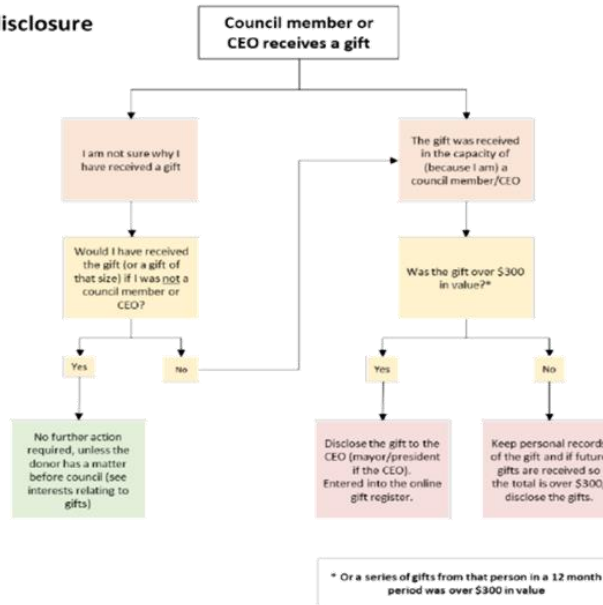 disclosure
Council member or
CEO receives a gift
I am not sure why I
have received a gift
The gift was received
in the capacity of
(because I am) a
council member/CEO
Would I have received
the gift (or a gift of
that size) if I was not a
council member or
CEO?
Was the gift over $300
in value?*
Yes
No
Yes
No
No further action
required, unless the
donor has a matter
before council (see
interests relating to
gifts)
Disclose the gift to the
CEO (mayor/president
if the CEO).
Entered into the online
gift register.
Keep personal records
of the gift and if future
gifts are received so
the total is over $300,
disclose the gifts.
* Or a series of gifts from that person in a 12 month
period was over $300 in value